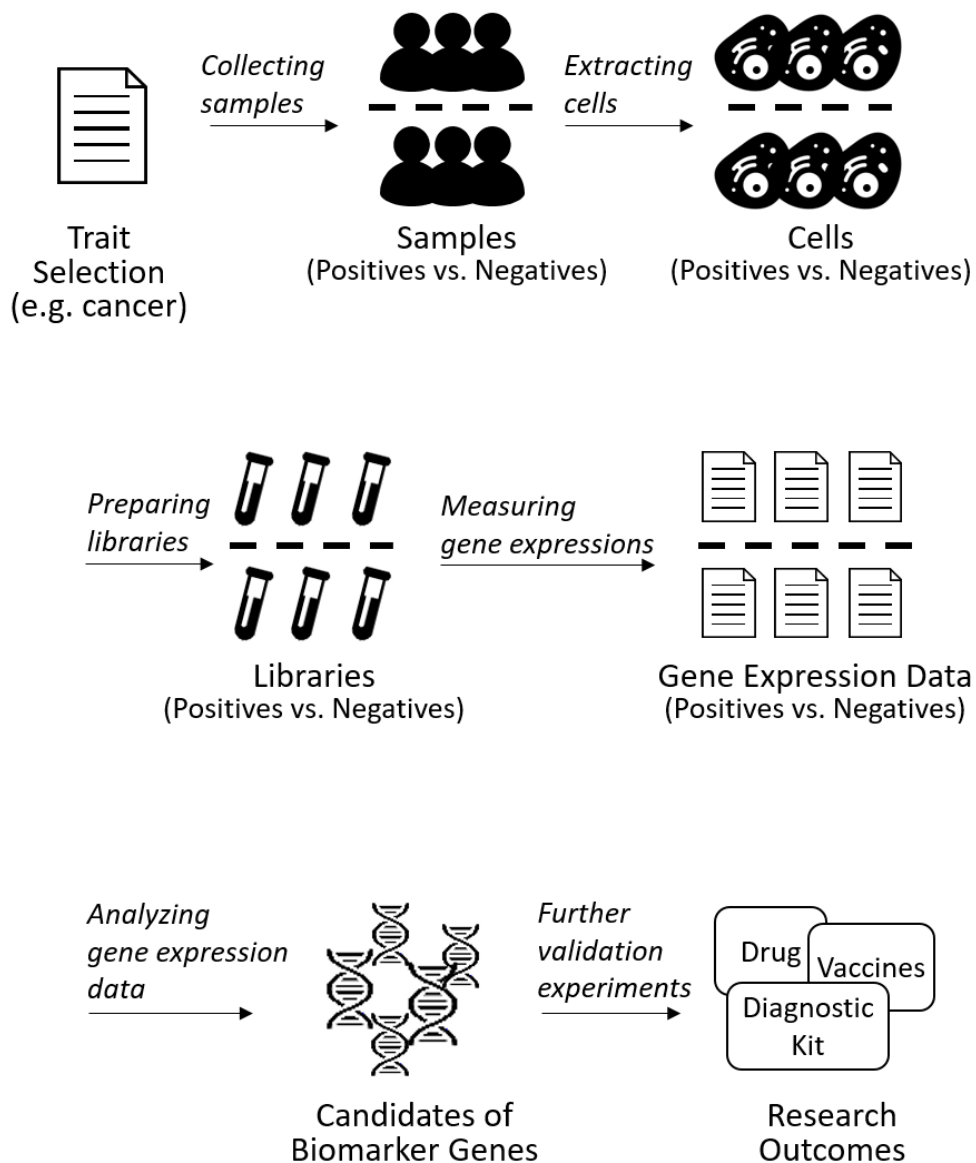 Collecting
samples
Extracting
cells
Trait
Selection
(e.g. cancer)
Samples
(Positives vs. Negatives)
Cells
(Positives vs. Negatives)
Preparing
libraries
Measuring
gene expressions
Libraries
(Positives vs. Negatives)
Gene Expression Data
(Positives vs. Negatives)
Analyzing
gene expression
data
Further
validation
experiments
Drug
Vaccines
Diagnostic
Kit
Candidates of
Biomarker Genes
Research
Outcomes